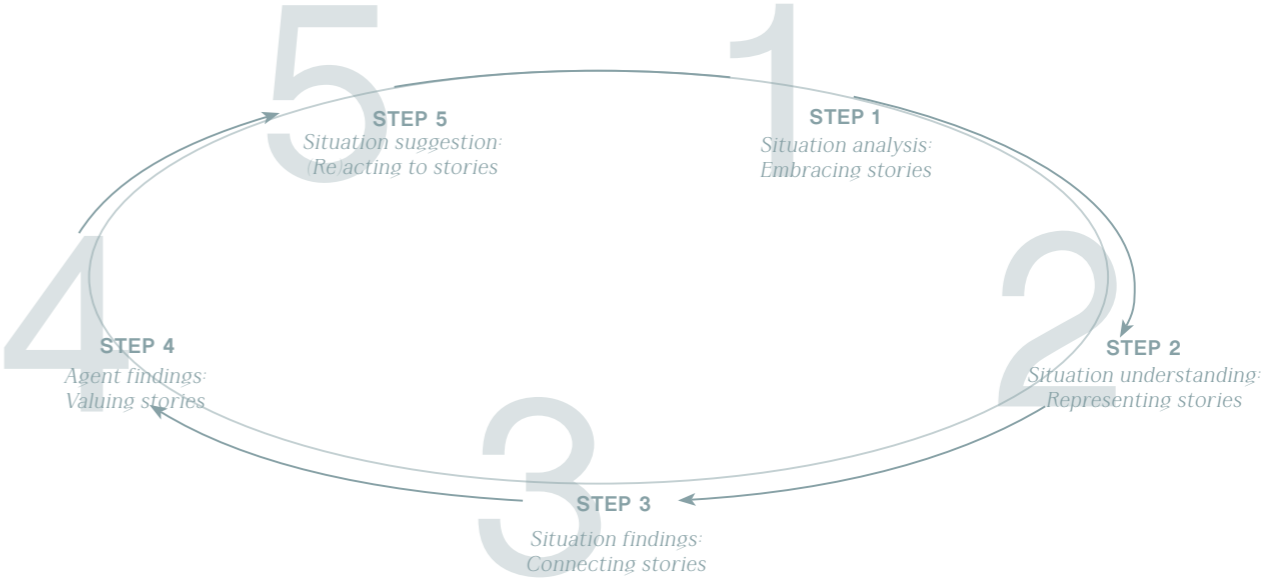 1
STEP 1
Situation analysis:
Embracing stories
2
STEP 2
Situation understanding:
Representing stories
3
STEP 3
Situation findings:
Connecting stories
4
STEP 4
Agent findings:
Valuing stories
5
STEP 5
Situation suggestion:
(Re)acting to stories